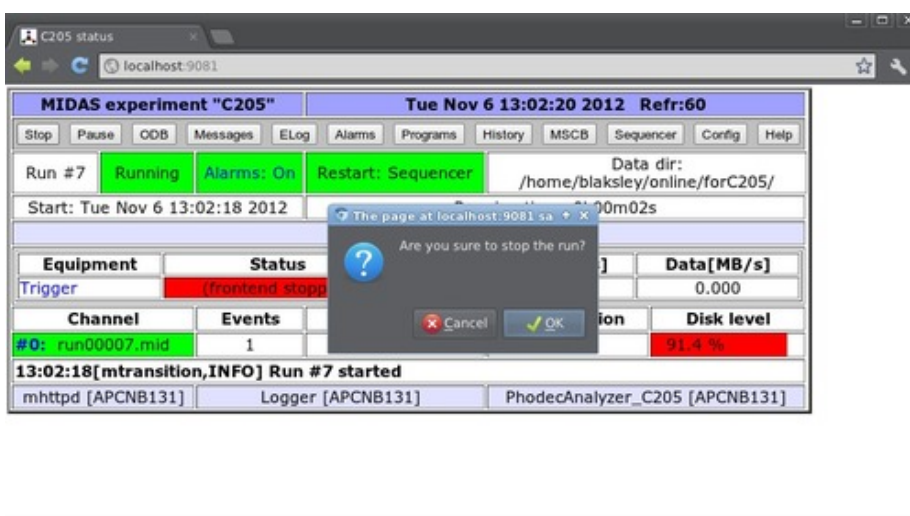 C205 status
localhost:9081
MIDAS experiment "C205" Tue Nov 6 13:02:20 2012 Refr:60
Stop Pause ODB Messages ELog Alarms Programs History MSCB Sequencer Config Help
Run #7 Running Alarms: On Restart: Sequencer Data dir: /home/blaksley/online/forC205/
Start: Tue Nov 6 13:02:18 2012 00m02s
The page at localhost:9081 sa
Are you sure to stop the run?
Cancel OK
Equipment Status Data[MB/s]
Trigger (frontend stopp 0.000
Channel Events ion Disk level
#0: run00007.mid 1 91.4 %
13:02:18[mtransition,INFO] Run #7 started
mhttpd [APCNB131] Logger [APCNB131] PhodecAnalyzer_C205 [APCNB131]